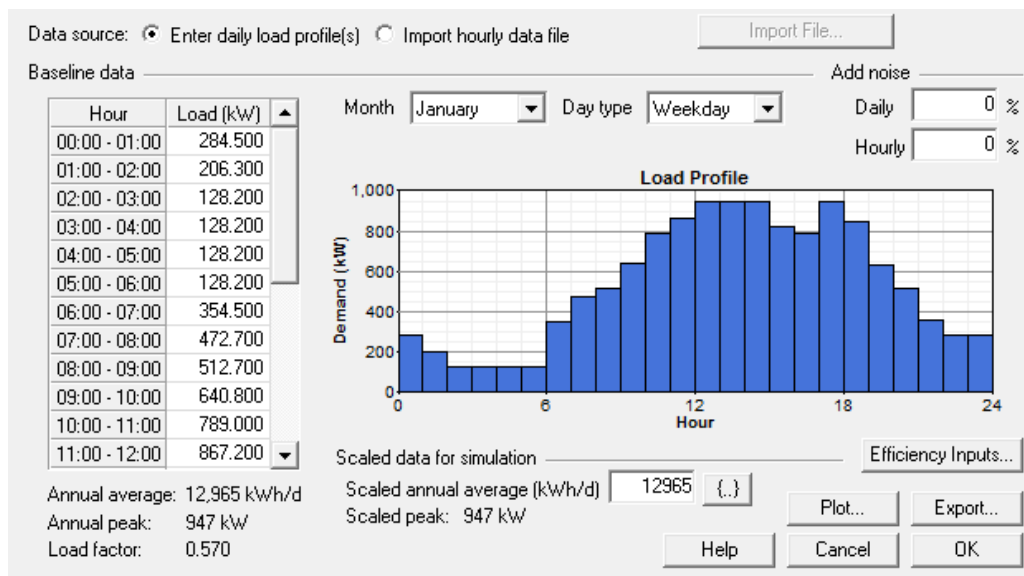 Data source: Enter daily load profile(s) Import hourly data file Import File...
Baseline data Add noise
Month January Day type Weekday Daily 0 %
Hourly 0 %
Hour Load (kW)
00:00 - 01:00 284.500
01:00 - 02:00 206.300
02:00 - 03:00 128.200
03:00 - 04:00 128.200
04:00 - 05:00 128.200
05:00 - 06:00 128.200
06:00 - 07:00 354.500
07:00 - 08:00 472.700
08:00 - 09:00 512.700
09:00 - 10:00 640.800
10:00 - 11:00 789.000
11:00 - 12:00 867.200
Load Profile
Demand (kW)
1,000
800
600
400
200
0
0 6 12 18 24
Hour
Annual average: 12,965 kWh/d
Annual peak: 947 kW
Load factor: 0.570
Scaled data for simulation
Scaled annual average (kWh/d) 12965 {..}
Scaled peak: 947 kW
Efficiency Inputs...
Plot... Export...
Help Cancel OK